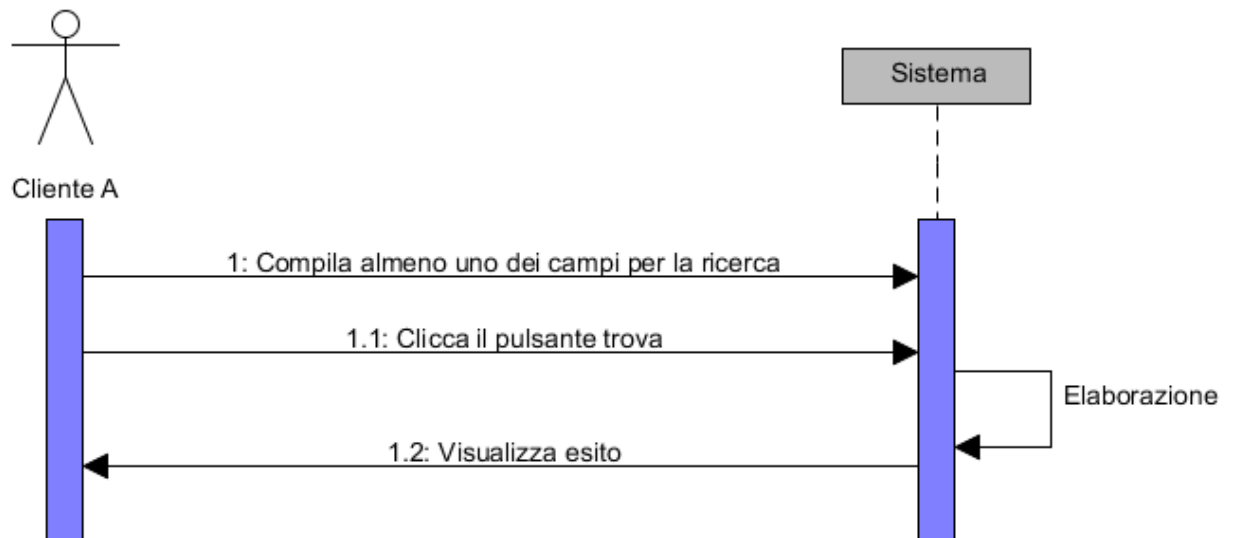 Sistema
Cliente A
1: Compila almeno uno dei campi per la ricerca
1.1: Clicca il pulsante trova
Elaborazione
1.2: Visualizza esito